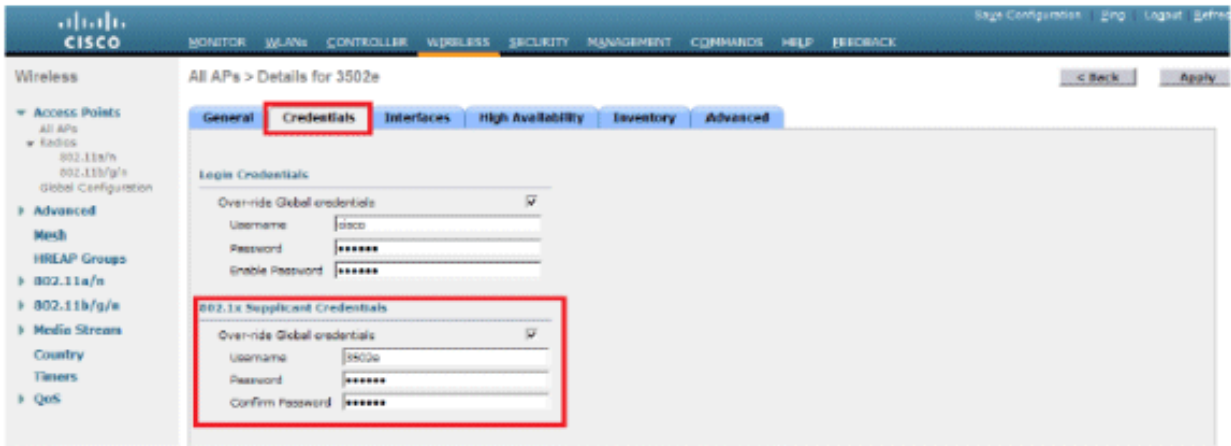 Save Configuration | Ping | Logout | Refres
CISCO
MONITOR WLANs CONTROLLER WIRELESS SECURITY MANAGEMENT COMMANDS HELP FEEDBACK
Wireless
All APs > Details for 3502e
< Back
Apply
Access Points
All APs
Radios
802.11a/n
802.11b/g/n
Global Configuration
Advanced
Mesh
HREAP Groups
802.11a/n
802.11b/g/n
Media Stream
Country
Timers
QoS
General
Credentials
Interfaces
High Availability
Inventory
Advanced
Login Credentials
Over-ride Global credentials
Username cisco
Password ••••••
Enable Password ••••••
802.1x Supplicant Credentials
Over-ride Global credentials
Username 3502e
Password ••••••
Confirm Password ••••••